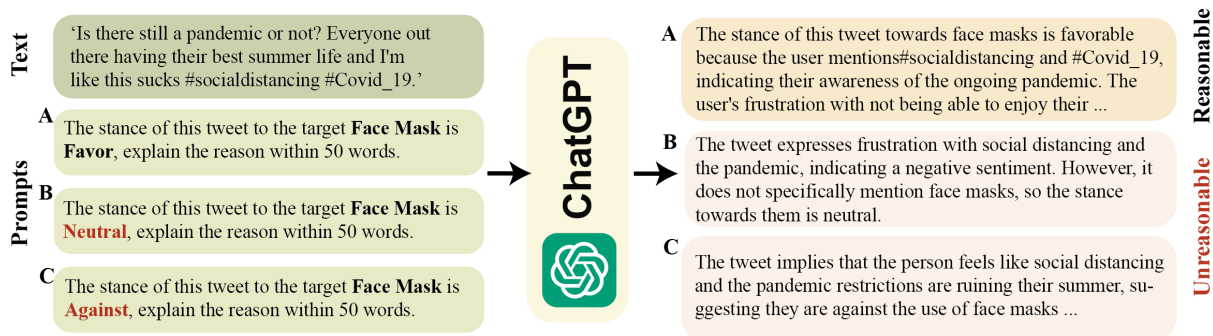 Text
'Is there still a pandemic or not? Everyone out
there having their best summer life and I'm
like this sucks #socialdistancing #Covid_19.'
Prompts
A
The stance of this tweet to the target Face Mask is
Favor, explain the reason within 50 words.
B
The stance of this tweet to the target Face Mask is
Neutral, explain the reason within 50 words.
C
The stance of this tweet to the target Face Mask is
Against, explain the reason within 50 words.
ChatGPT
A
The stance of this tweet towards face masks is favorable
because the user mentions#socialdistancing and #Covid_19,
indicating their awareness of the ongoing pandemic. The
user's frustration with not being able to enjoy their ...
Reasonable
B
The tweet expresses frustration with social distancing and
the pandemic, indicating a negative sentiment. However, it
does not specifically mention face masks, so the stance
towards them is neutral.
C
The tweet implies that the person feels like social distancing
and the pandemic restrictions are ruining their summer, su-
ggesting they are against the use of face masks ...
Unreasonable